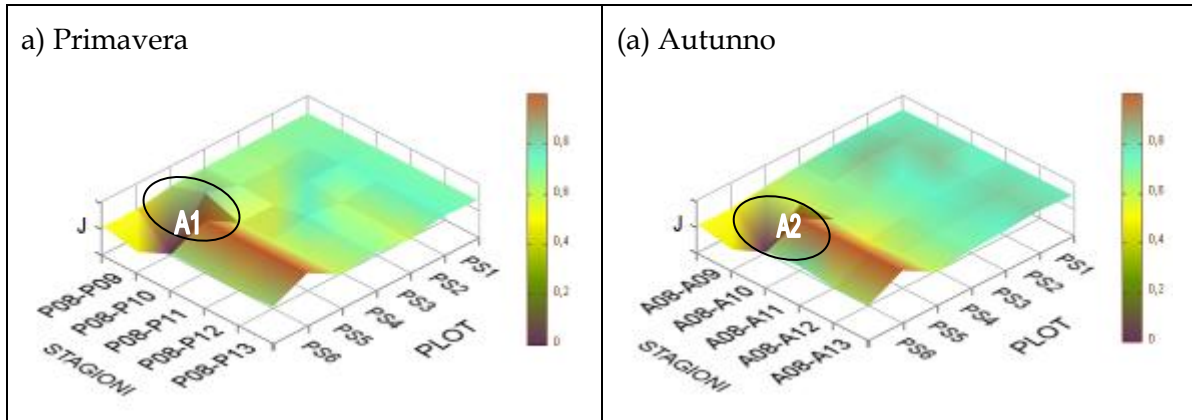 a) Primavera
A1
J
0,8
0,6
0,4
0,2
0
P08-P09
P08-P10
P08-P11
P08-P12
P08-P13
STAGIONI
PS6
PS5
PS4
PS3
PS2
PS1
PLOT
(a) Autunno
A2
J
0,8
0,6
0,4
0,2
0
A08-A09
A08-A10
A08-A11
A08-A12
A08-A13
STAGIONI
PS6
PS5
PS4
PS3
PS2
PS1
PLOT